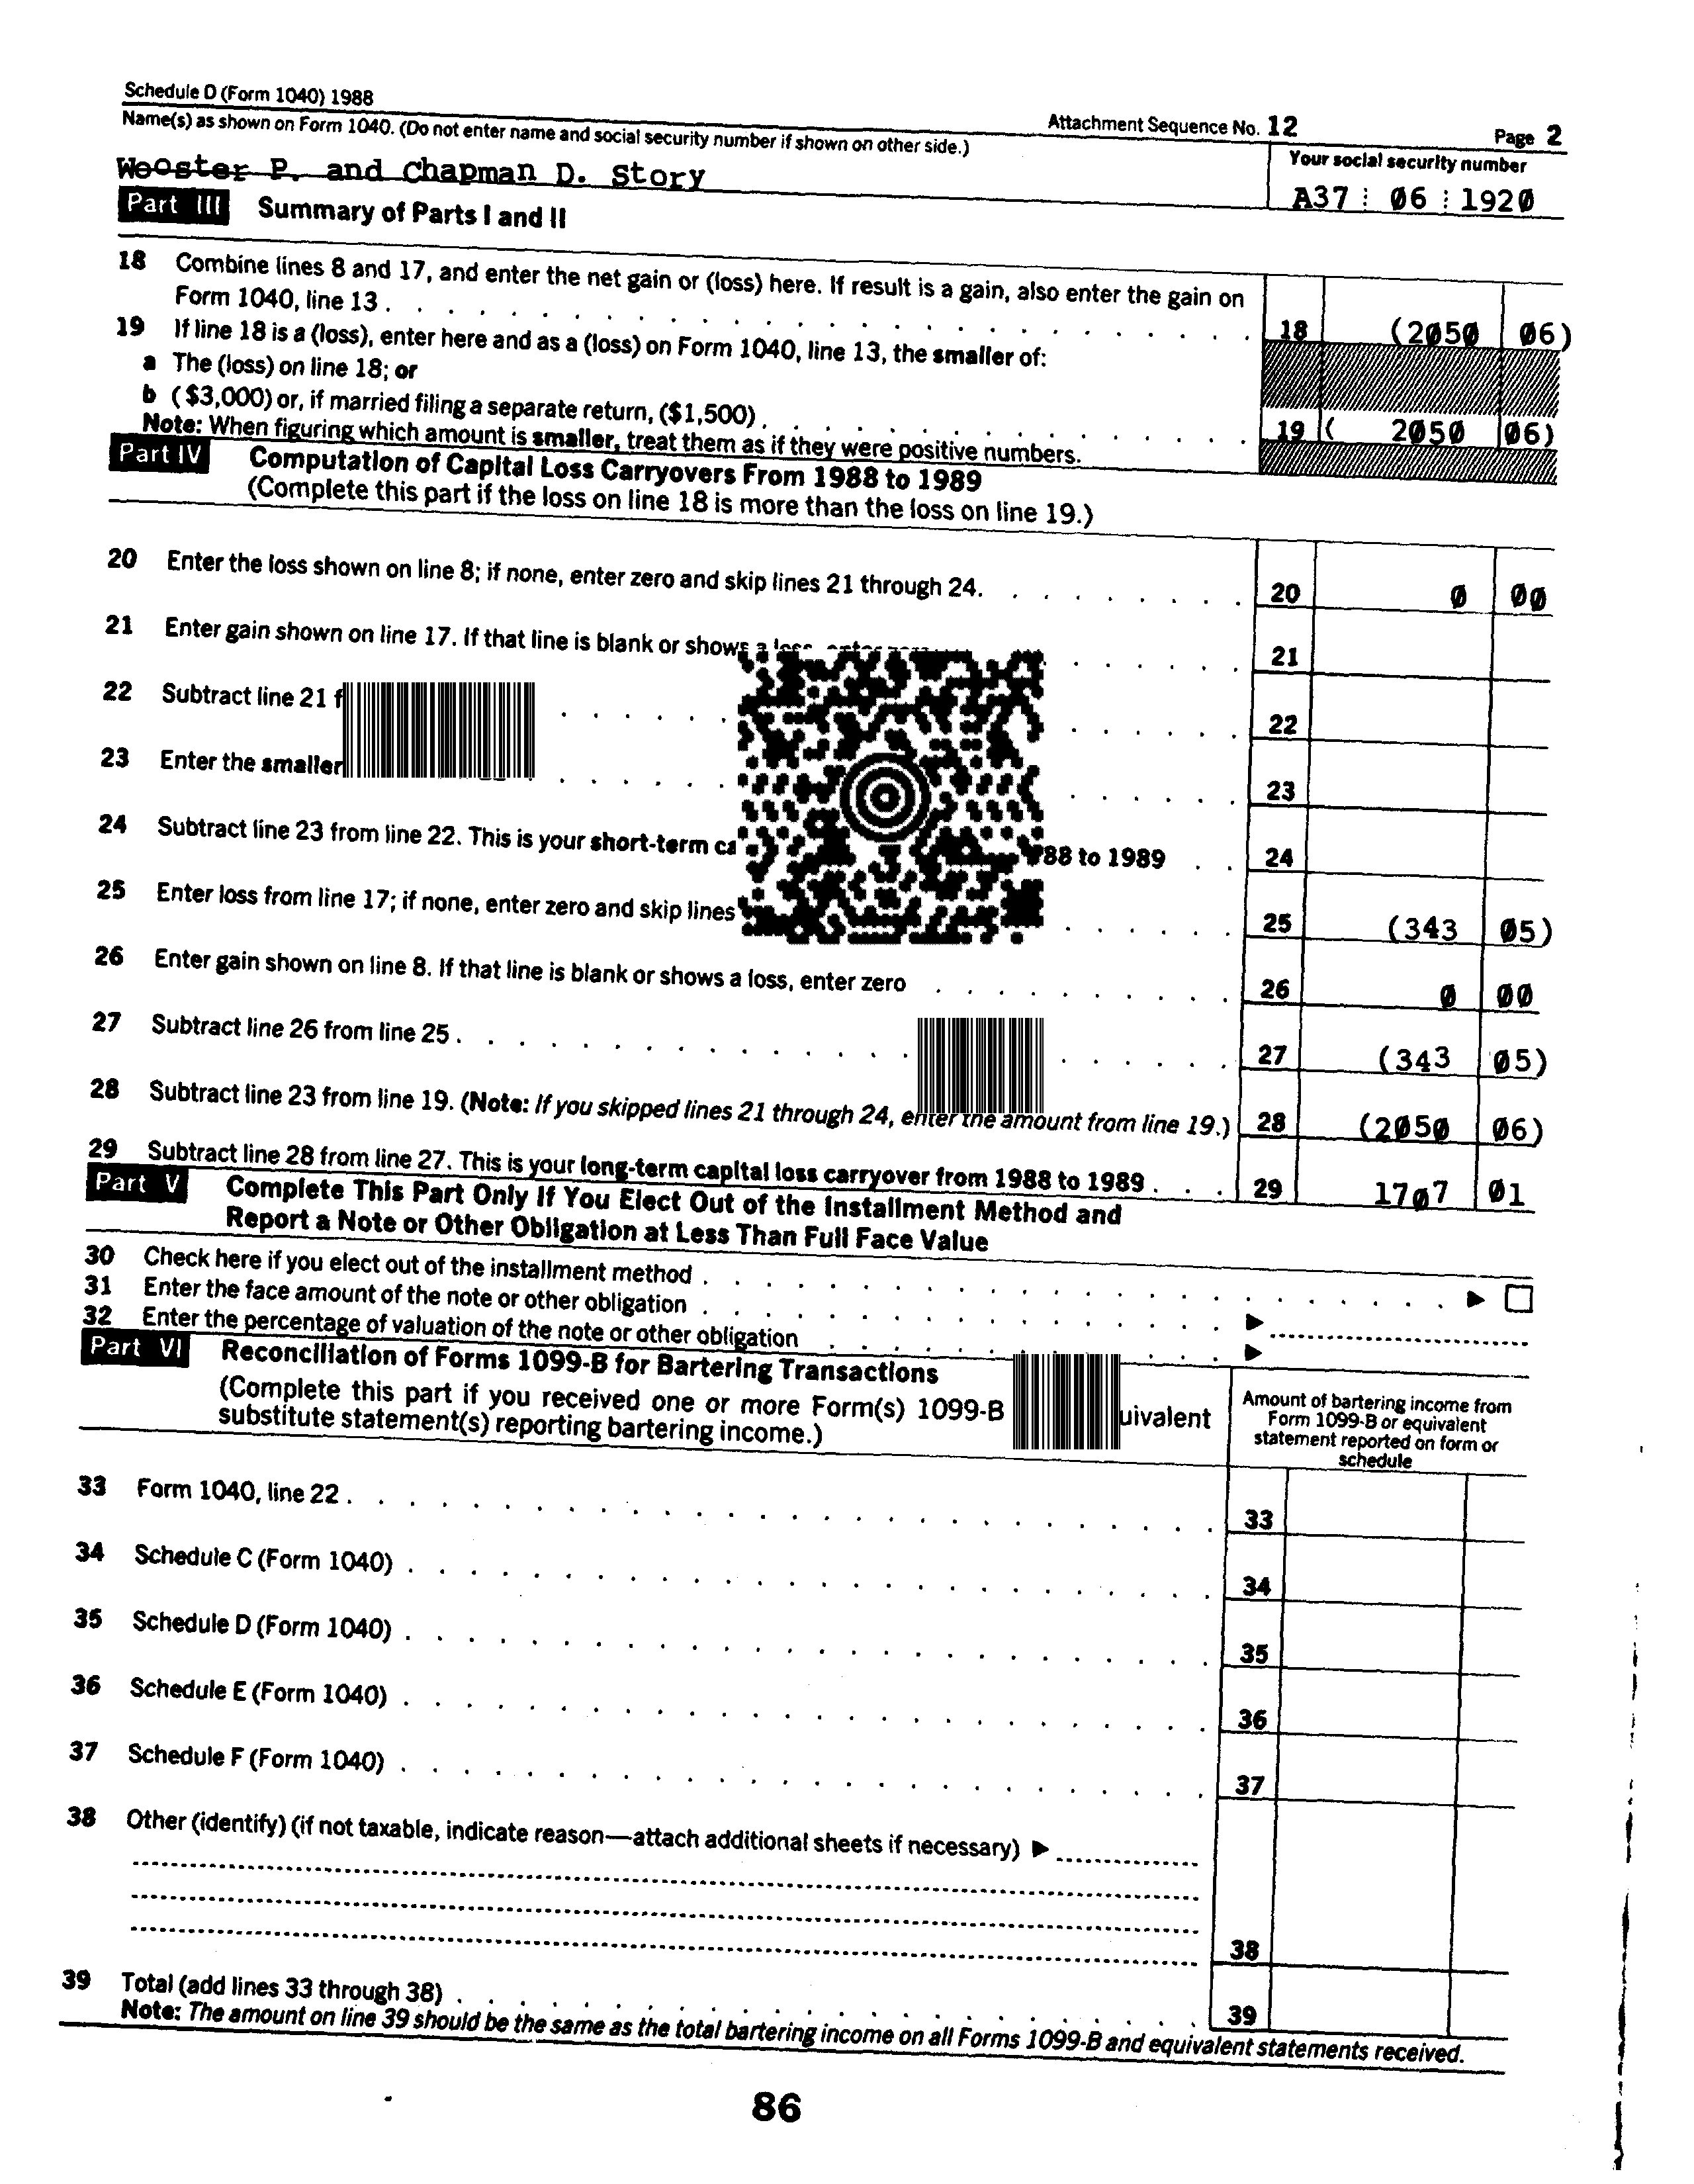 Schedule D (Form 1040) 1988
Attachment Sequence No. 12
Page 2
Name(s) as shown on Form 1040. (Do not enter name and social security number if shown on other side.)
Your social security number
Wooster P. and Chapman D. Story
A37 06 1920
Part III Summary of Parts I and II
18 Combine lines 8 and 17, and enter the net gain or (loss) here. If result is a gain, also enter the gain on
Form 1040, line 13 . . . 18 (2050 06)
19 If line 18 is a (loss), enter here and as a (loss) on Form 1040, line 13, the smaller of:
a The (loss) on line 18; or
b ($3,000) or, if married filing a separate return, ($1,500) . . . 19 ( 2050 06)
Note: When figuring which amount is smaller, treat them as if they were positive numbers.
Part IV Computation of Capital Loss Carryovers From 1988 to 1989
(Complete this part if the loss on line 18 is more than the loss on line 19.)
20 Enter the loss shown on line 8; if none, enter zero and skip lines 21 through 24. . . . 20 0 00
21 Enter gain shown on line 17. If that line is blank or shows a . . . 21
22 Subtract line 21 . . . 22
23 Enter the smaller . . . 23
24 Subtract line 23 from line 22. This is your short-term 88 to 1989 . . 24
25 Enter loss from line 17; if none, enter zero and skip lines . . . 25 (343 05)
26 Enter gain shown on line 8. If that line is blank or shows a loss, enter zero . . . 26 0 00
27 Subtract line 26 from line 25 . . . 27 (343 05)
28 Subtract line 23 from line 19. (Note: If you skipped lines 21 through 24, enter the amount from line 19.) 28 (2050 06)
29 Subtract line 28 from line 27. This is your long-term capital loss carryover from 1988 to 1989 . . . 29 1707 01
Part V Complete This Part Only If You Elect Out of the Installment Method and
Report a Note or Other Obligation at Less Than Full Face Value
30 Check here if you elect out of the installment method . . . ▶ □
31 Enter the face amount of the note or other obligation . . . ▶
32 Enter the percentage of valuation of the note or other obligation . . . ▶
Part VI Reconciliation of Forms 1099-B for Bartering Transactions
(Complete this part if you received one or more Form(s) 1099-B uivalent
substitute statement(s) reporting bartering income.)
Amount of bartering income from
Form 1099-B or equivalent
statement reported on form or
schedule
33 Form 1040, line 22 . . . 33
34 Schedule C (Form 1040) . . . 34
35 Schedule D (Form 1040) . . . 35
36 Schedule E (Form 1040) . . . 36
37 Schedule F (Form 1040) . . . 37
38 Other (identify) (if not taxable, indicate reason—attach additional sheets if necessary) ▶
38
39 Total (add lines 33 through 38) . . . 39
Note: The amount on line 39 should be the same as the total bartering income on all Forms 1099-B and equivalent statements received.
86